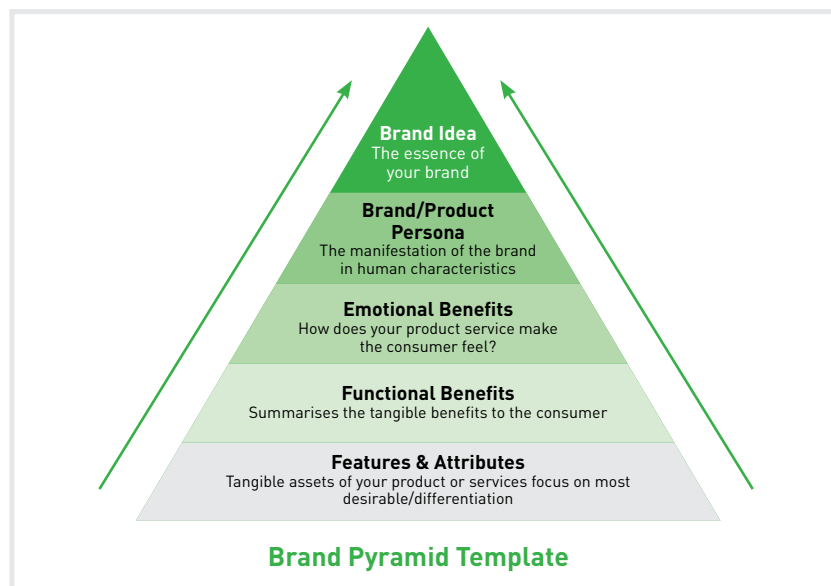 Brand Idea
The essence of
your brand
Brand/Product
Persona
The manifestation of the brand
in human characteristics
Emotional Benefits
How does your product service make
the consumer feel?
Functional Benefits
Summarises the tangible benefits to the consumer
Features & Attributes
Tangible assets of your product or services focus on most
desirable/differentiation
Brand Pyramid Template